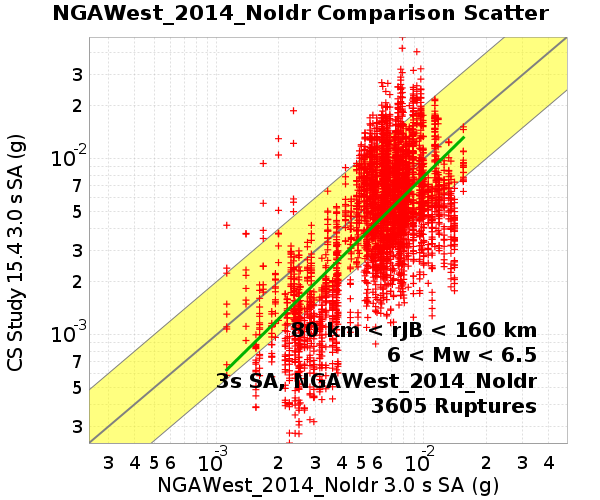 NGAWest_2014_NoIdr Comparison Scatter
CS Study 15.4 3.0 s SA (g)
3
2
10-2
7
5
3
2
10-3
7
5
3
80 km < rJB < 160 km
6 < Mw < 6.5
3s SA, NGAWest_2014_NoIdr
3605 Ruptures
3 4 5 6 10-3 2 3 4 5 6 10-2 2 3 4
NGAWest_2014_NoIdr 3.0 s SA (g)